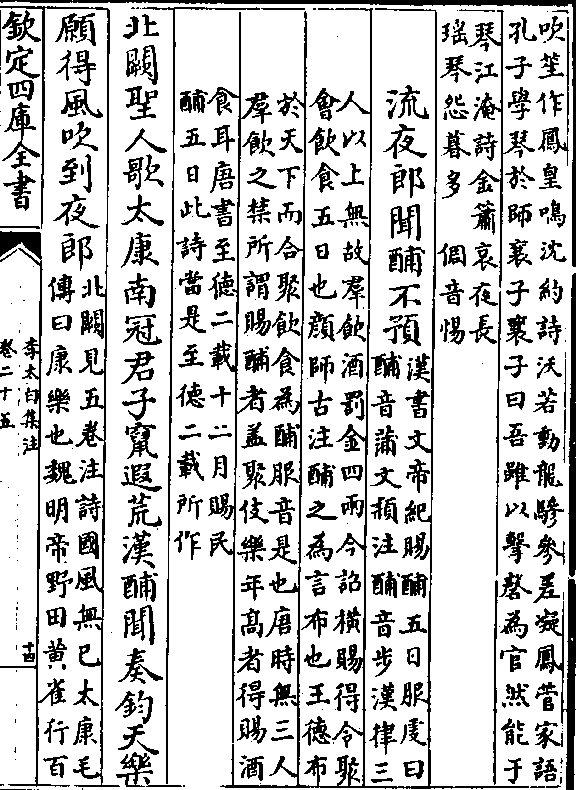 吹笙作鳳皇鳴沈約詩沃若動龍驂參差凝鳳管家語
孔子學琴於師襄子襄子曰吾雖以擊磬為官然能于
琴江淹詩金簫哀夜長
瑶琴怨暮多 倜音惕
流夜郎聞酺不預
漢書文帝紀賜酺五日服虔曰
酺音蒲文穎注酺音步漢律三
人以上無故羣飲酒罰金四兩今詔横賜得令聚
會飲食五日也顔師古注酺之為言布也王德布
於天下而合聚飲食為酺服音是也唐時無三人
羣飲之禁所謂賜酺者盖聚伎樂年髙者得賜酒
食耳唐書至德二載十二月賜民
酺五日此詩當是至德二載所作
北闕聖人歌太康南冠君子竄遐荒漢酺聞奏鈞天樂
願得風吹到夜郎
北闕見五卷注詩國風無已太康毛
傳曰康樂也魏明帝野田黄雀行百
欽定四庫全書
李太白集注
卷二十五
十四